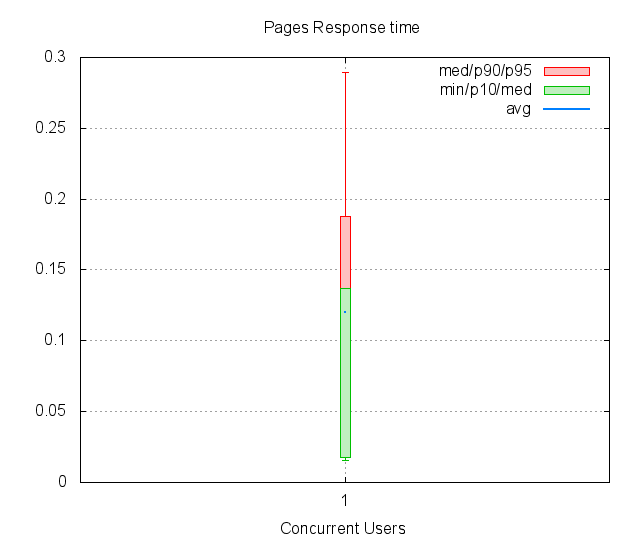 Pages Response time
0.3
0.25
0.2
0.15
0.1
0.05
0
med/p90/p95
min/p10/med
avg
1
Concurrent Users